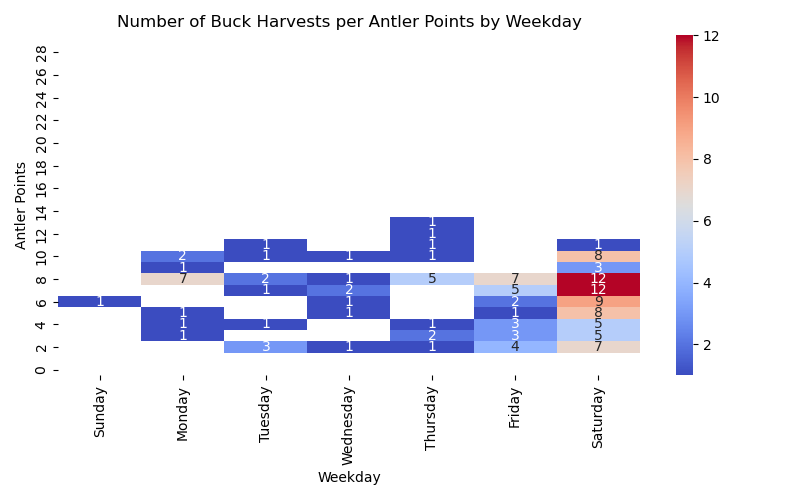 Number of Buck Harvests per Antler Points by Weekday
Antler Points
28
26
24
22
20
18
16
14
12
10
8
6
4
2
0
1
1
1 1 1
2 1 1 1 8
1 3
7 2 1 5 7 12
1 2 5 12
1 1 2 9
1 1 1 8
1 1 1 3 5
1 2 3 5
3 1 1 4 7
Sunday
Monday
Tuesday
Wednesday
Thursday
Friday
Saturday
Weekday
12
10
8
6
4
2